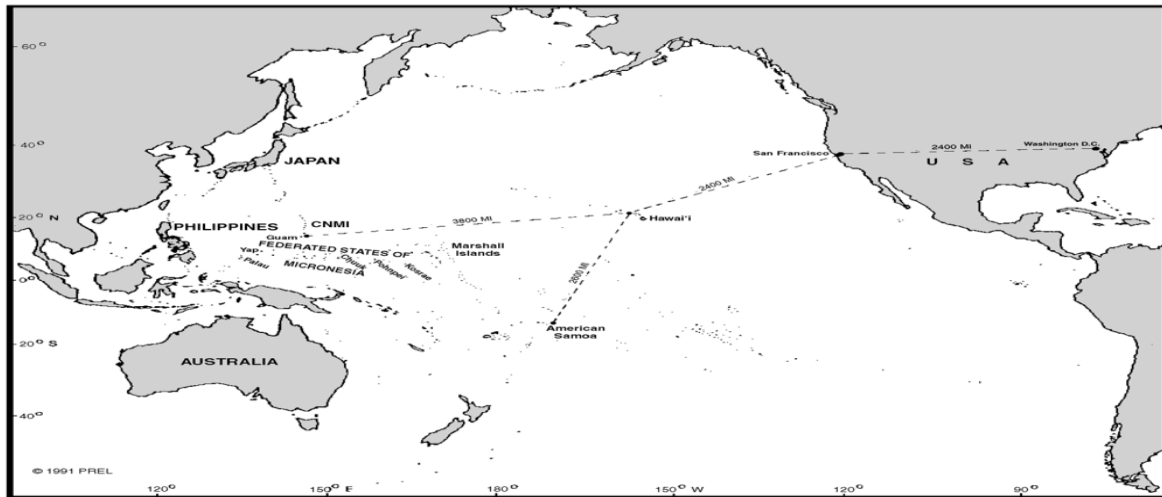 60°
40°
JAPAN
San Francisco
2400 MI
Washington D.C.
U S A
2400 MI
20° N
PHILIPPINES
CNMI
3800 MI
Hawai'i
Guam
Yap
Palau
FEDERATED STATES OF
MICRONESIA
Chuuk
Pohnpei
Kosrae
Marshall
Islands
0°
2600 MI
American
Samoa
20° S
AUSTRALIA
40°
© 1991 PREL
120°
150° E
180°
150° W
120°
90°